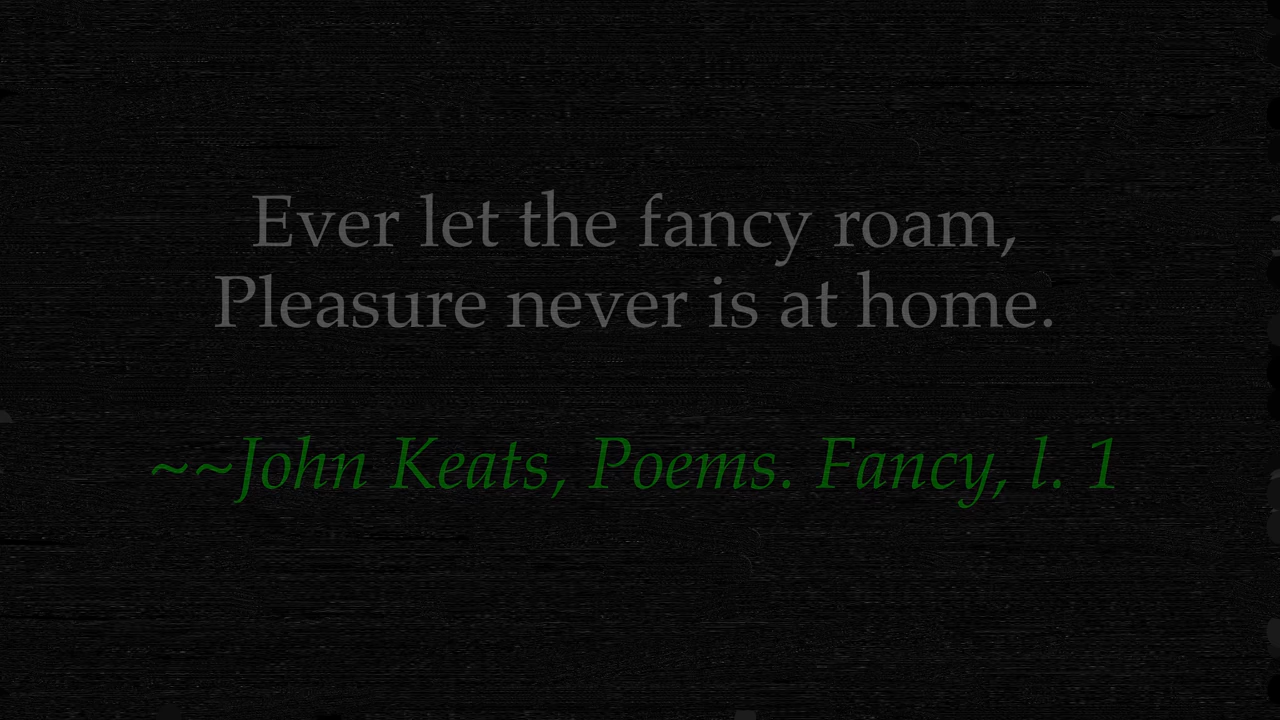 Ever let the fancy roam,
Pleasure never is at home.
~~John Keats, Poems. Fancy, l. 1